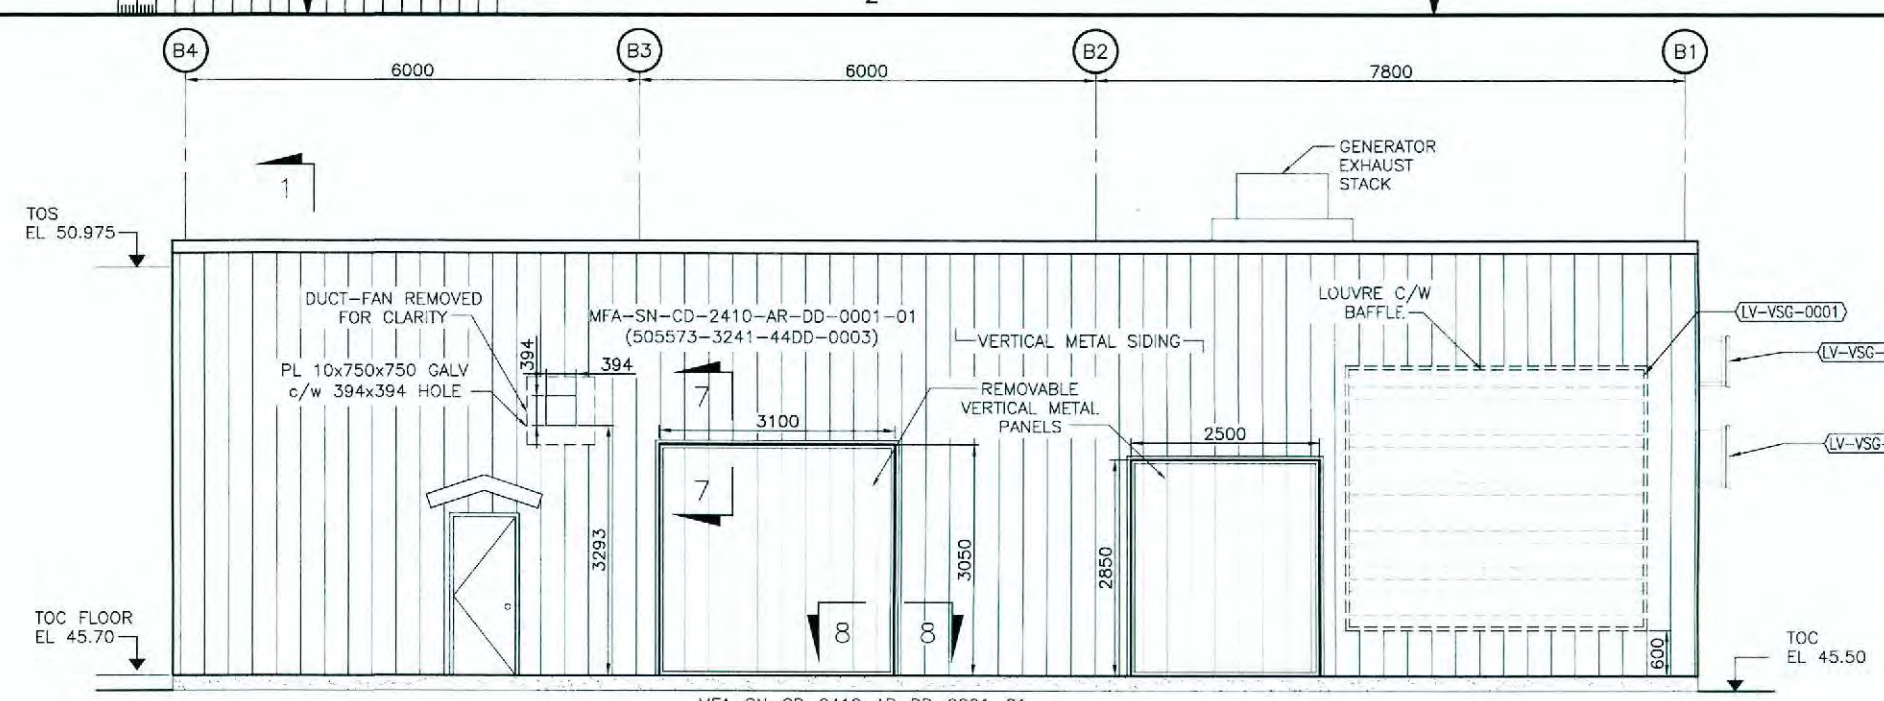 2
B4
B3
B2
B1
6000
6000
7800
GENERATOR
EXHAUST
STACK
1
TOS
EL 50.975
DUCT-FAN REMOVED
FOR CLARITY
MFA-SN-CD-2410-AR-DD-0001-01
(505573-3241-44DD-0003)
VERTICAL METAL SIDING
LOUVRE C/W
BAFFLE
LV-VSG-0001
LV-VSG-
394
394
PL 10x750x750 GALV
c/w 394x394 HOLE
7
REMOVABLE
VERTICAL METAL
PANELS
3100
2500
LV-VSG-
7
3293
3050
2850
8
8
600
TOC FLOOR
EL 45.70
TOC
EL 45.50